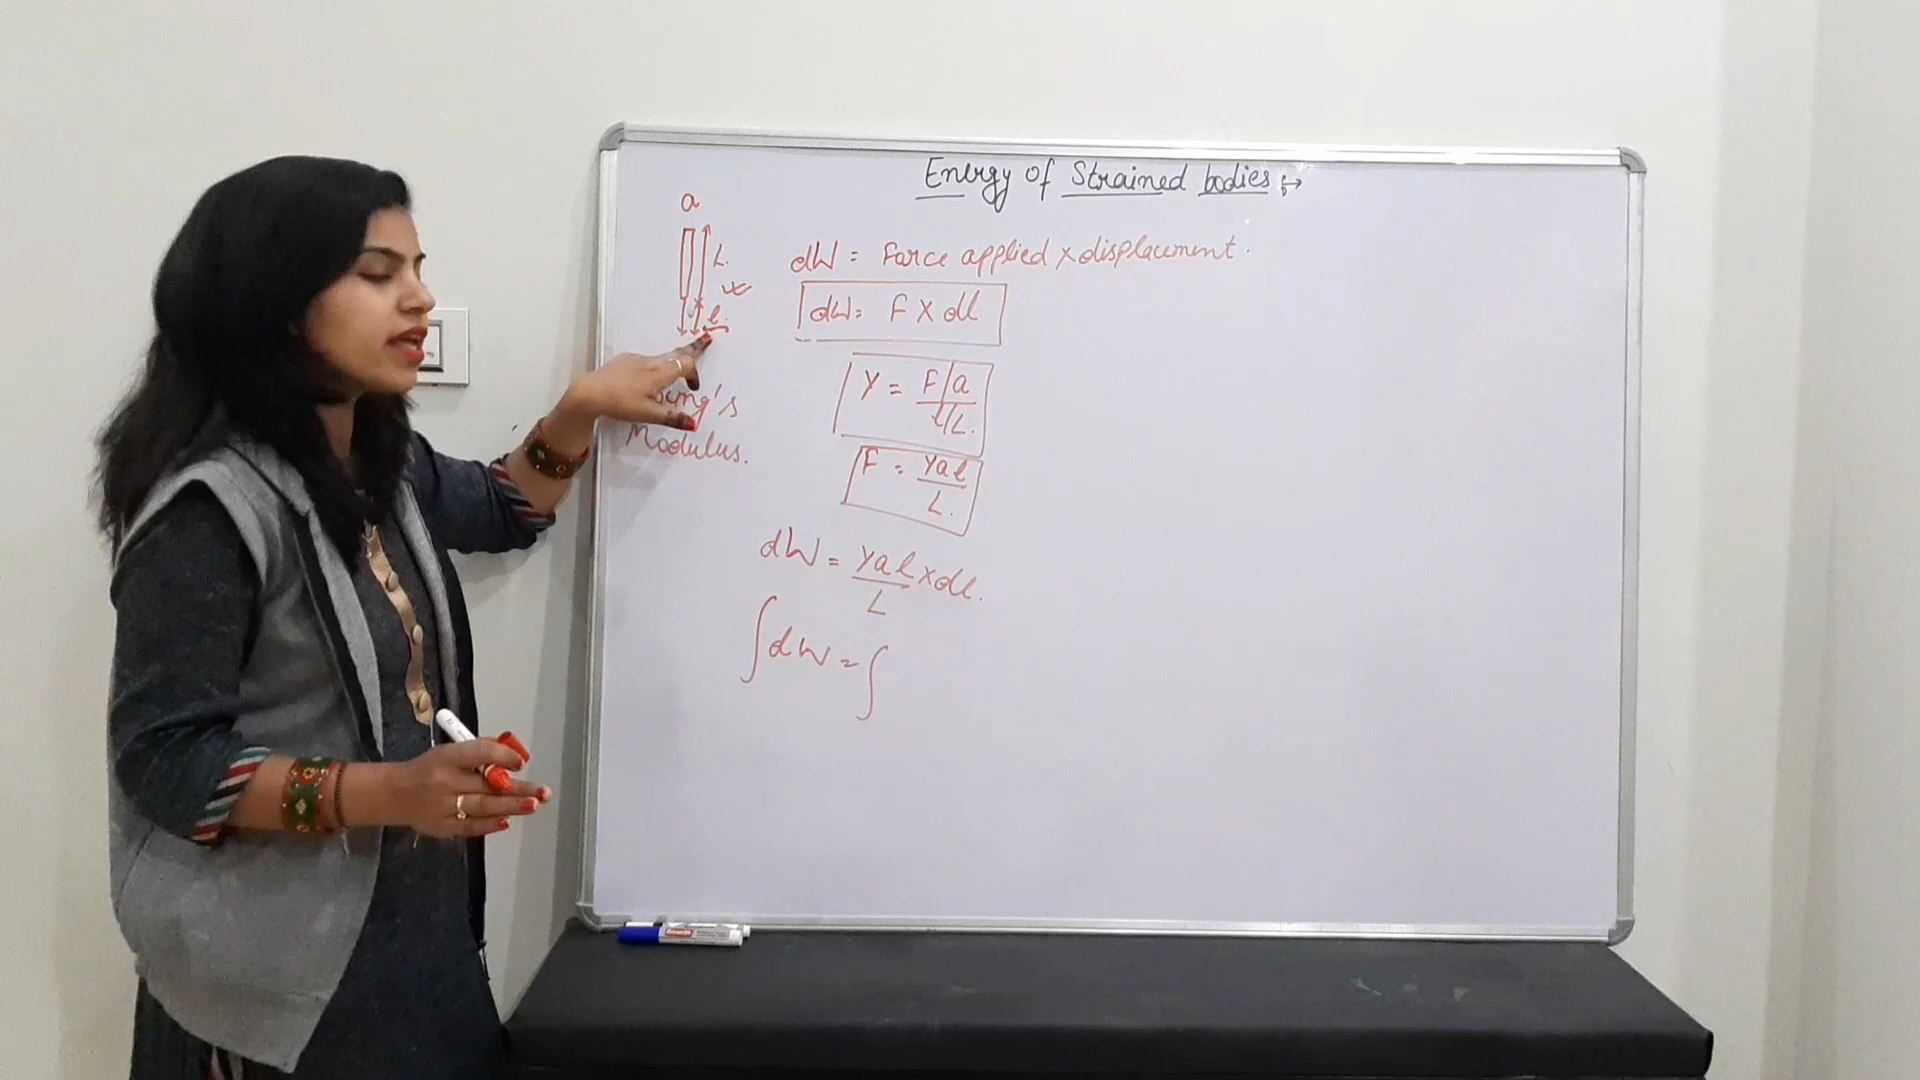 Energy of Strained bodies :→
a
L.
l.
dW = Force applied × displacement.
dW = F × dl
Y = F/a / l/L.
Modulus.
F = Yal / L.
dW = Yal / L × dl.
∫dW = ∫